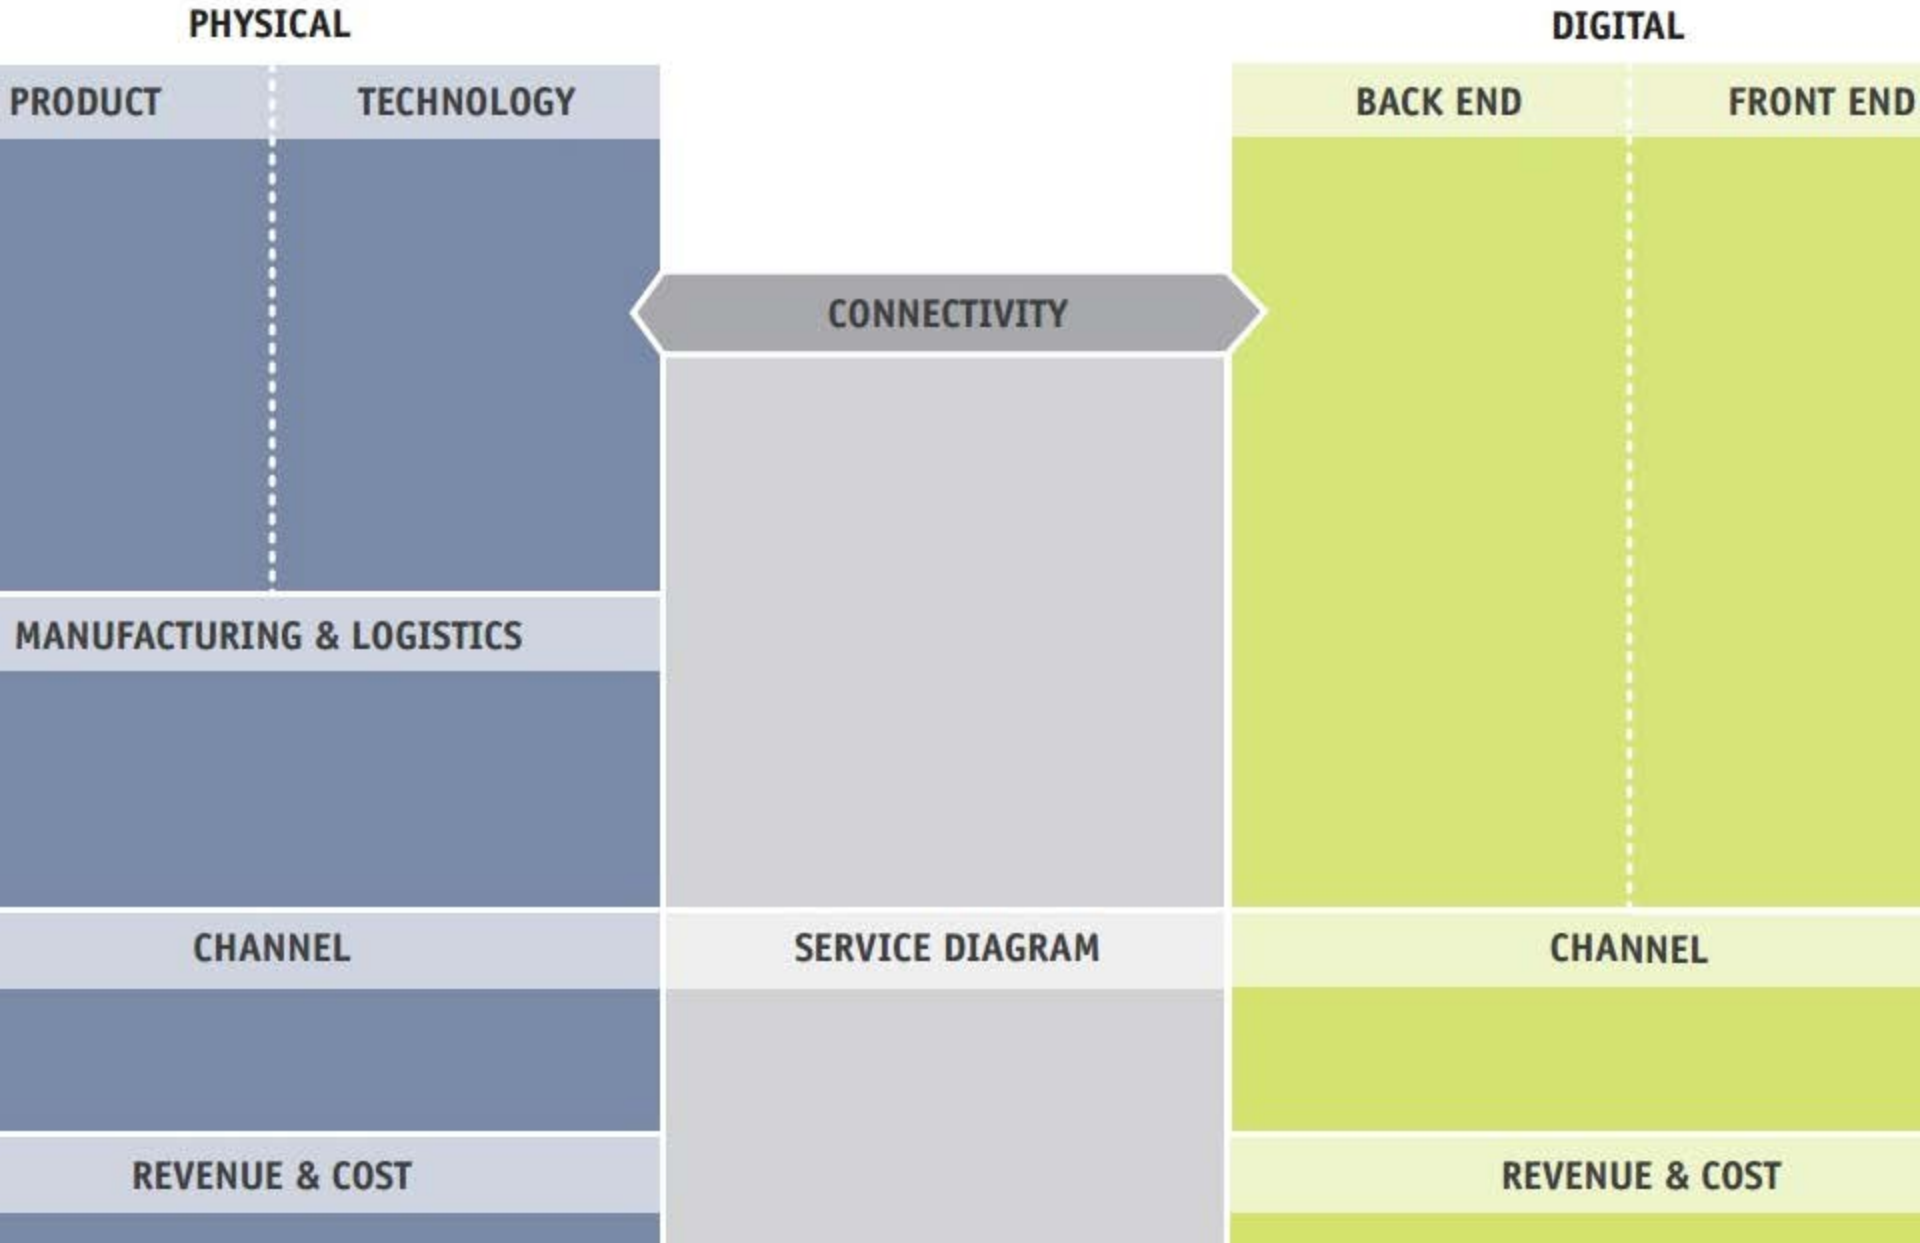 PHYSICAL
DIGITAL
PRODUCT
TECHNOLOGY
BACK END
FRONT END
CONNECTIVITY
MANUFACTURING & LOGISTICS
CHANNEL
SERVICE DIAGRAM
CHANNEL
REVENUE & COST
REVENUE & COST